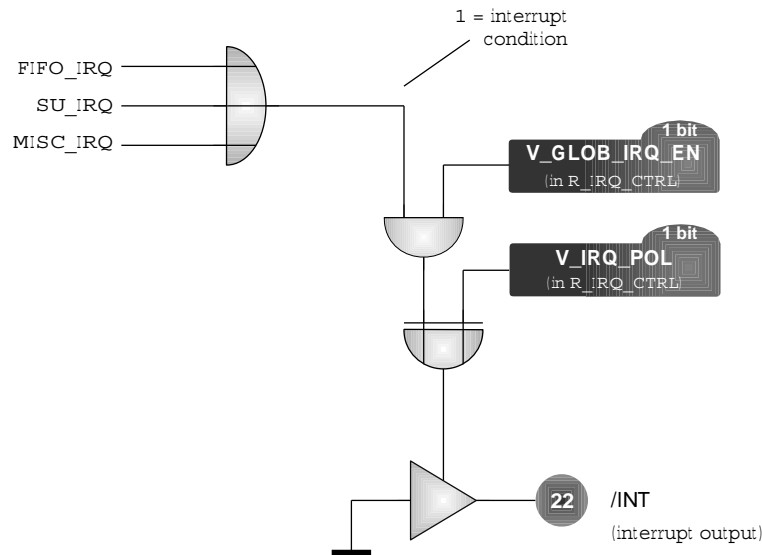 1 = interrupt
condition
FIFO_IRQ
SU_IRQ
MISC_IRQ
1 bit
V_GLOB_IRQ_EN
(in R_IRQ_CTRL)
1 bit
V_IRQ_POL
(in R_IRQ_CTRL)
22
/INT
(interrupt output)